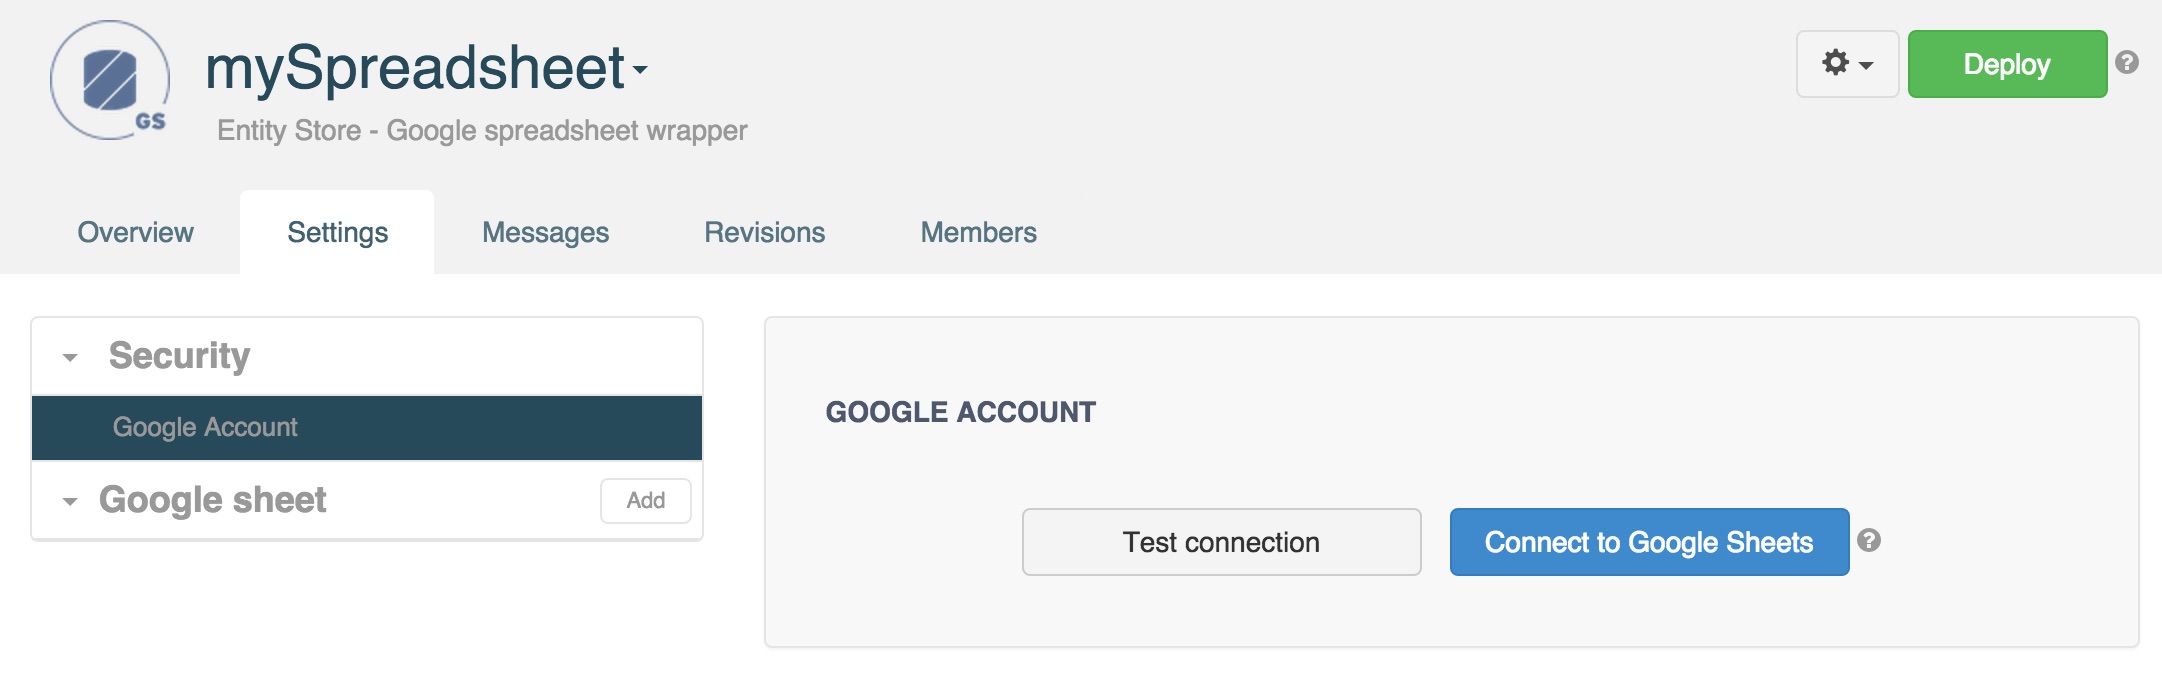 mySpreadsheet
GS
Entity Store - Google spreadsheet wrapper
Deploy
?
Overview
Settings
Messages
Revisions
Members
Security
Google Account
Google sheet
Add
GOOGLE ACCOUNT
Test connection
Connect to Google Sheets
?